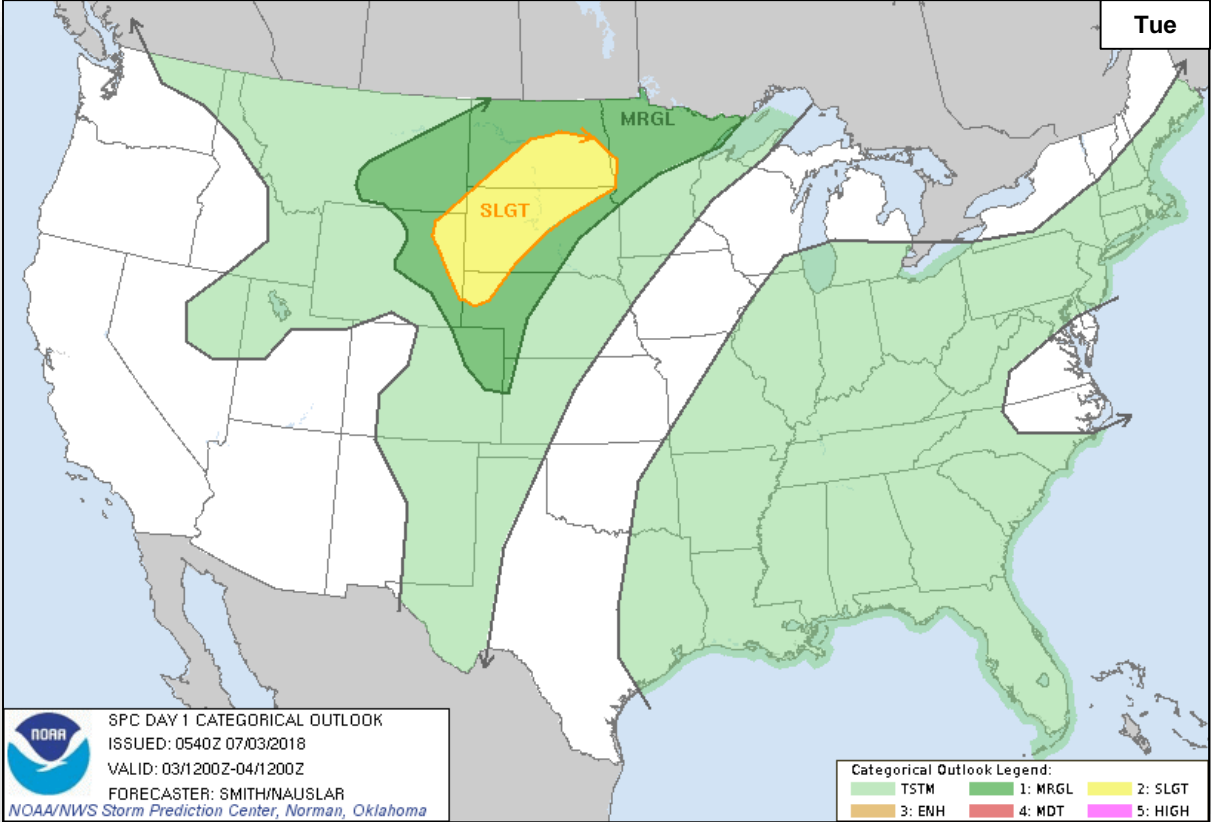 Tue
MRGL
SLGT
NOAA
SPC DAY 1 CATEGORICAL OUTLOOK
ISSUED: 0540Z 07/03/2018
VALID: 03/1200Z-04/1200Z
FORECASTER: SMITH/NAUSLAR
NOAA/NWS Storm Prediction Center, Norman, Oklahoma
Categorical Outlook Legend:
TSTM 1: MRGL 2: SLGT
3: ENH 4: MDT 5: HIGH